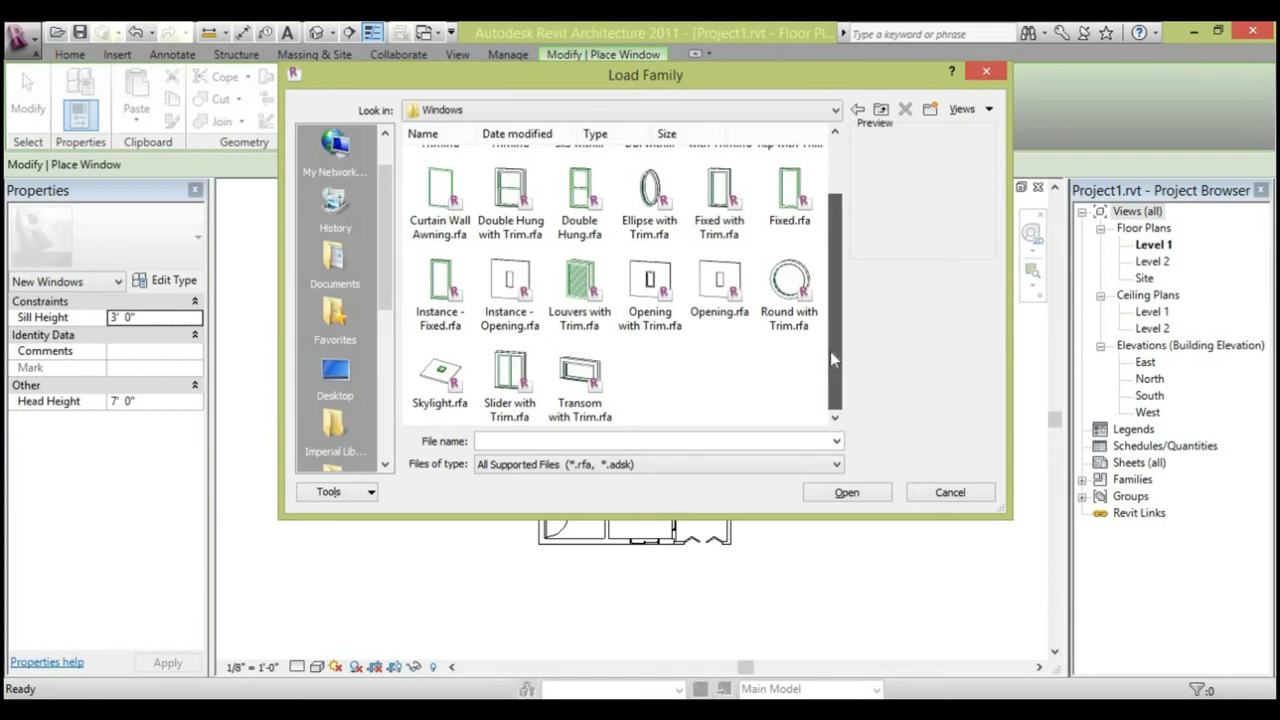 Autodesk Revit Architecture 2011 - [Project1.rvt - Floor Pl...
Type a keyword or phrase
Home Insert Annotate Structure Massing & Site Collaborate View Manage Modify | Place Window
Modify
Cope
Cut
Join
Paste
Select Properties Clipboard Geometry
Modify | Place Window
Properties
New Windows
Edit Type
Constraints
Sill Height 3' 0"
Identity Data
Comments
Mark
Other
Head Height 7' 0"
Properties help
Apply
Load Family
Look in: Windows
Views
Preview
My Network...
History
Documents
Favorites
Desktop
Imperial Lib...
Name Date modified Type Size
Curtain Wall
Awning.rfa
Double Hung
with Trim.rfa
Double
Hung.rfa
Ellipse with
Trim.rfa
Fixed with
Trim.rfa
Fixed.rfa
Instance -
Fixed.rfa
Instance -
Opening.rfa
Louvers with
Trim.rfa
Opening
with Trim.rfa
Opening.rfa
Round with
Trim.rfa
Skylight.rfa
Slider with
Trim.rfa
Transom
with Trim.rfa
File name:
Files of type: All Supported Files (*.rfa, *.adsk)
Tools
Open
Cancel
Project1.rvt - Project Browser
Views (all)
Floor Plans
Level 1
Level 2
Site
Ceiling Plans
Level 1
Level 2
Elevations (Building Elevation)
East
North
South
West
Legends
Schedules/Quantities
Sheets (all)
Families
Groups
Revit Links
1/8" = 1'-0"
Ready
Main Model
:0